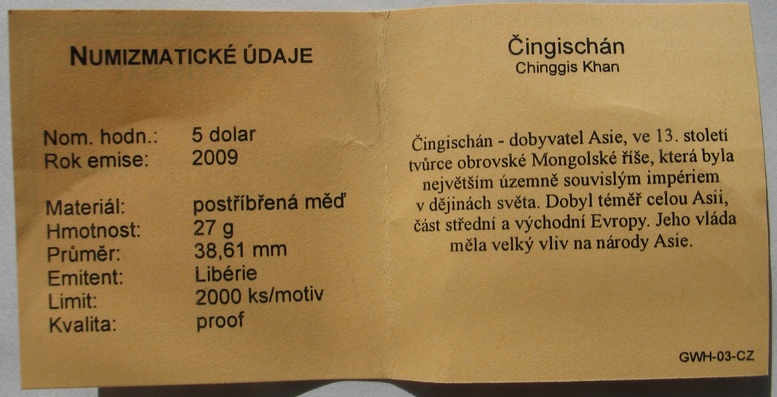 NUMIZMATICKÉ ÚDAJE
Nom. hodn.: 5 dolar
Rok emise: 2009
Materiál: postříbřená měď
Hmotnost: 27 g
Průměr: 38,61 mm
Emitent: Libérie
Limit: 2000 ks/motiv
Kvalita: proof
Čingischán
Chinggis Khan
Čingischán - dobyvatel Asie, ve 13. století
tvůrce obrovské Mongolské říše, která byla
největším územně souvislým impériem
v dějinách světa. Dobyl téměř celou Asii,
část střední a východní Evropy. Jeho vláda
měla velký vliv na národy Asie.
GWH-03-CZ